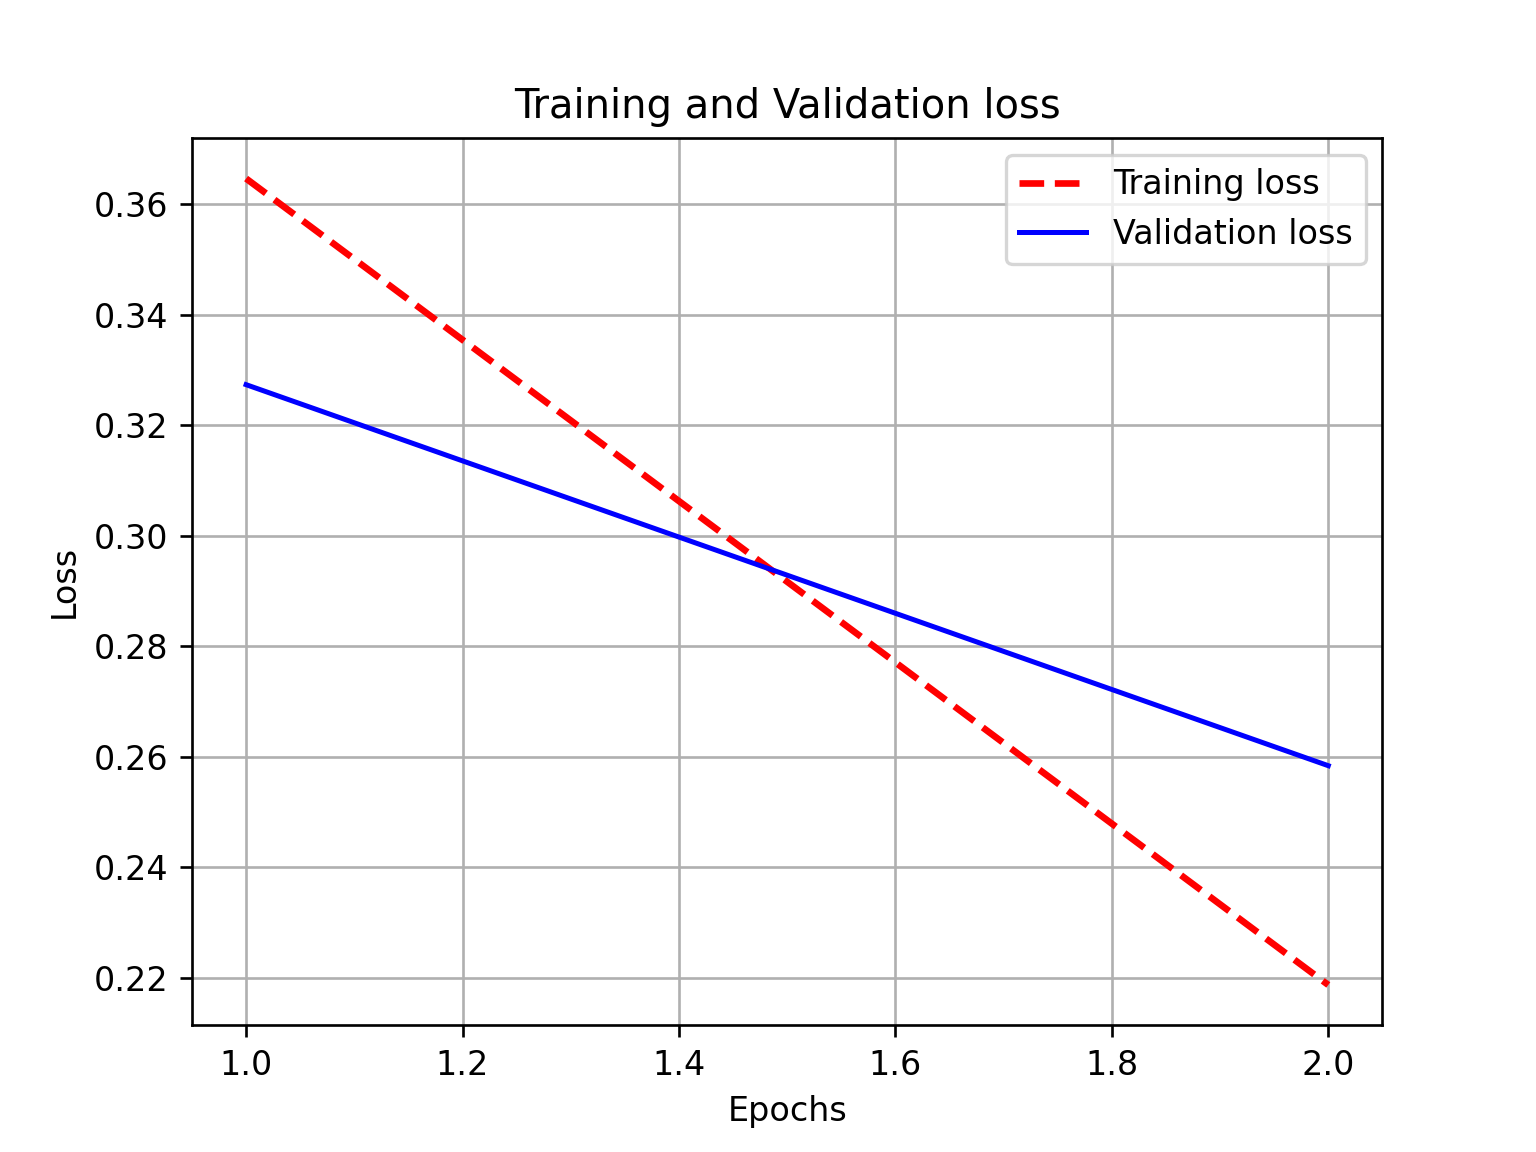 Training and Validation loss
Training loss
Validation loss
0.36
0.34
0.32
0.30
0.28
0.26
0.24
0.22
Loss
1.0 1.2 1.4 1.6 1.8 2.0
Epochs